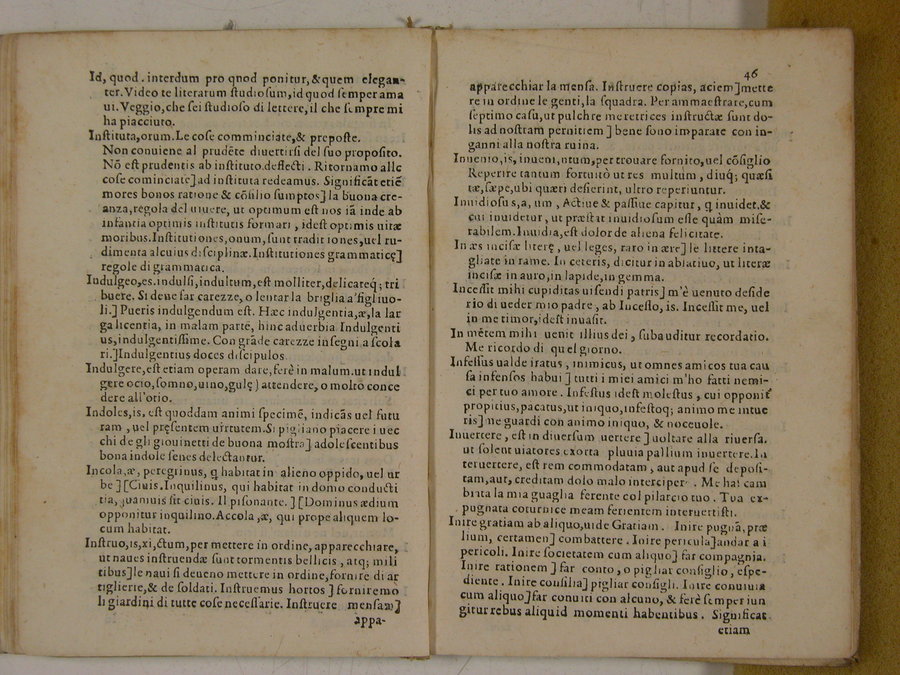 Id, quod . interdum pro qnod ponitur, & quem elegan-
ter. Video te literatum studiosum, id quod semper ama
ui. Veggio, che sei studioso di lettere, il che sempre mi
ha piacciuto.
Instituta, orum. Le cose comminciate, & preposte.
Non conuiene al prudēte diuertirsi del suo proposito.
Nō est prudentis ab instituto deflecti . Ritornamo alle
cose cominciate] ad instituta redeamus. Significāt etiē
mores bonos ratione & cōsilio sumptos] la buona cre-
anza, regola del uiuere, ut optimum est nos iā inde ab
infantia optimis institutis formari , idest optimis uitæ
moribus. Institutiones, onum, sunt traditiones, uel ru-
dimenta alcuius disciplinæ. Institutiones grammaticę]
regole di grammatica.
Indulgeo, es. indulsi, indultum, est molliter, delicateq; tri
buere. Si deue far carezze, o lentar la briglia a'figliuo-
li.] Pueris indulgendum est. Hæc indulgentia, æ, la lar
ga licentia, in malam partē, hinc aduerbia Indulgenti
us, indulgentissime. Con grāde carezze insegni a scola
ri.] Indulgentius doces discipulos
Indulgere, est etiam operam dare, ferè in malum. ut indul
gere ocio, somno, uino, gulę) attendere, o molto conce
dere all'otio.
Indoles, is, est quoddam animi specimē, indicās uel futu
ram , uel pręsentem uirtutem. Si pigliano piacere i uec
chi de gli giouinetti de buona mostra] adolescentibus
bona indole senes delectantur.
Incola, æ, peregrinus, q habitat in alieno oppido, uel ur
be ] [Ciuis. Inquilinus, qui habitat in domo conducti
tia, quamuis sit ciuis. Il pisonante. ] [Dominus ædium
opponitur inquilino. Accola, æ, qui prope aliquem lo-
cum habitat.
Instruo, is, xi, ctum, per mettere in ordine, apparecchiare,
ut naues instruendæ sunt tormentis bellicis , atq; mili
tibus] le naui si deueno mettere in ordine, fornire di ar
tiglierie, & de soldati. Instruemus hortos ] forniremo
li giardini di tutte cose necessarie. Instruere mensam]
appa-
46
apparecchiar la mensa. Instruere copias, aciem] mette
re in ordine le genti, la squadra. Per ammaestrare, cum
septimo casu, ut pulchre meretrices instructæ sunt do-
lis ad nostram pernitiem ] bene sono imparate con in-
ganni alla nostra ruina.
Inuenio, is, inueni, ntum, per trouare fornito, uel cōsiglio
Reperire tantum fortuitò ut res multum , diuq; quæsi
tæ, sæpe, ubi quæri desierint, ultro reperiuntur.
Inuidiosus, a, um , Actiue & passiue capitur, q inuidet, &
cui inuidetur, ut præstat inuidiosum esse quàm mise-
rabilem. Inuidia, est dolor de aliena felicitate.
In æs incisæ literę , uel leges, raro in ære] le littere inta-
gliate in rame. In ceteris, dicitur in ablatiuo, ut literæ
incisæ in auro, in lapide, in gemma.
Incessit mihi cupiditas uisendi patris] m'è uenuto deside
rio di ueder mio padre , ab Incesso, is. Incessit me, uel
in me timor, idest inuasit.
In mētem mihi uenit illius dei , subauditur recordatio.
Me ricordo di quel giorno.
Infessus ualde iratus , inimicus, ut omnes amicos tua cau
sa infensos habui ] tutti i miei amici m'ho fatti nemi-
ci per tuo amore . Infestus idest molestus , cui opponit
propitius, pacatus, ut iniquo, infestoq; animo me intue
ris] me guardi con animo iniquo, & noceuole.
Inuertere , est in diuersum uertere ] uoltare alla riuersa.
ut solent uiatores exorta pluuia pallium inuertere. In
teruertere, est rem commodatam , aut apud se deposi-
tam, aut, creditam dolo malo interciper . Me hai cam
biata la mia guaglia ferente col pilarcio tuo . Tua ex-
pugnata coturnice meam ferientem interuertisti.
Inire gratiam ab aliquo, uide Gratiam . Inire pugnā, præ
lium, certamen] combattere . Inire pericula] andar a i
pericoli. Inire societatem cum aliquo] far compagnia.
Inire rationem ] far conto , o pigliar consiglio , espe-
diente . Inire consilia] pigliar consigli. Inire conuiuia
cum aliquo] far conuiti con alcuno, & ferè semper iun
gitur rebus aliquid momenti habentibus . Significat
etiam